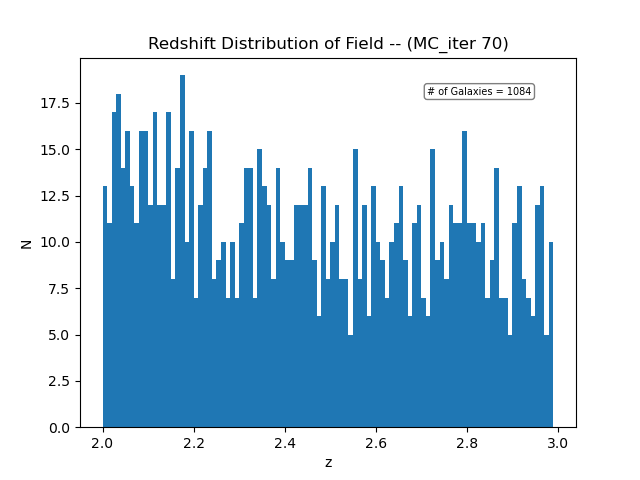 Redshift Distribution of Field -- (MC_iter 70)
# of Galaxies = 1084
17.5
15.0
12.5
10.0
7.5
5.0
2.5
0.0
N
2.0 2.2 2.4 2.6 2.8 3.0
z